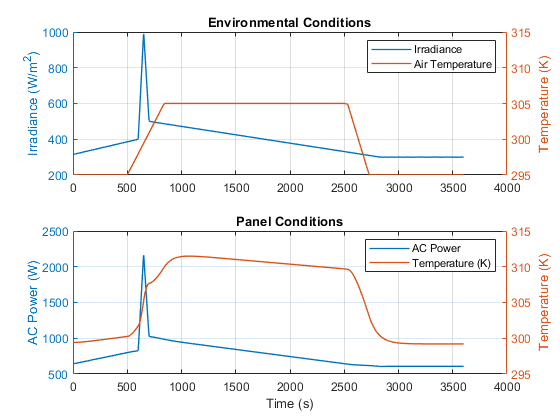 Environmental Conditions
Irradiance (W/m²)
1000
800
600
400
200
Irradiance
Air Temperature
315
310
305
300
295
Temperature (K)
0 500 1000 1500 2000 2500 3000 3500 4000
Panel Conditions
AC Power (W)
2500
2000
1500
1000
500
AC Power
Temperature (K)
315
310
305
300
295
Temperature (K)
0 500 1000 1500 2000 2500 3000 3500 4000
Time (s)